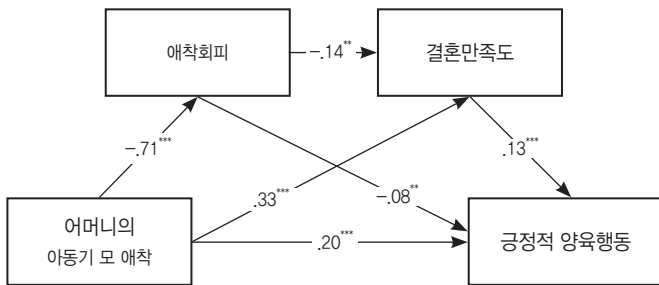 애착회피
-.14**
결혼만족도
-.71***
.33***
-.08**
.13***
어머니의
아동기 모 애착
.20***
긍정적 양육행동